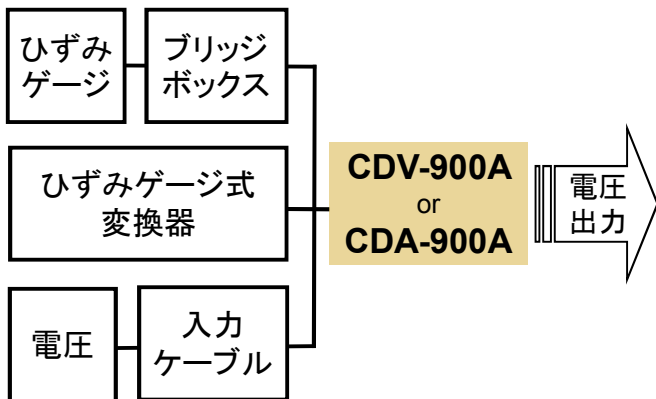 ひずみ
ゲージ
ブリッジ
ボックス
ひずみゲージ式
変換器
電圧
入力
ケーブル
CDV-900A
or
CDA-900A
電圧
出力